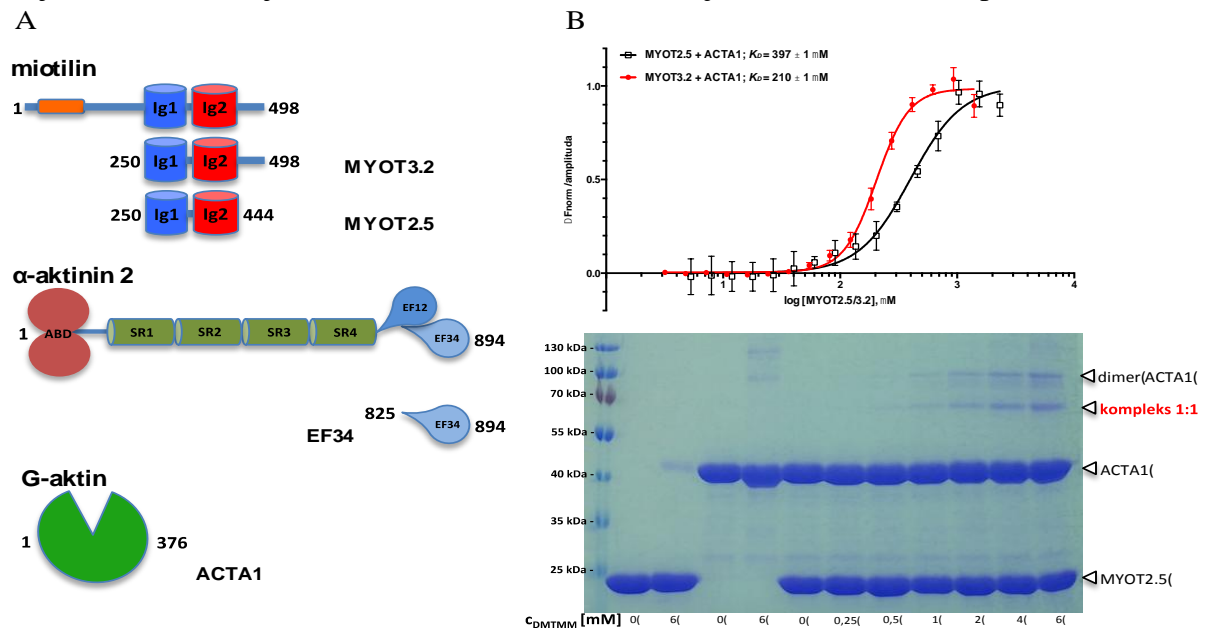 A
miotilin
1 Ig1 Ig2 498
250 Ig1 Ig2 498
MYOT3.2
250 Ig1 Ig2 444
MYOT2.5
α-aktinin 2
1 ABD SR1 SR2 SR3 SR4 EF12 EF34 894
825 EF34 894
EF34
G-aktin
1 376
ACTA1
B
MYOT2.5 + ACTA1; KD = 397 ± 1 mM
MYOT3.2 + ACTA1; KD = 210 ± 1 mM
DFnorm/amplituda
1.0
0.5
0.0
1 2 3 4
log [MYOT2.5/3.2], mM
130 kDa -
100 kDa -
70 kDa -
55 kDa -
40 kDa -
35 kDa -
25 kDa -
dimer(ACTA1(
kompleks 1:1
ACTA1(
MYOT2.5(
cDMTMM [mM] 0( 6( 0( 6( 0( 0,25( 0,5( 1( 2( 4( 6(